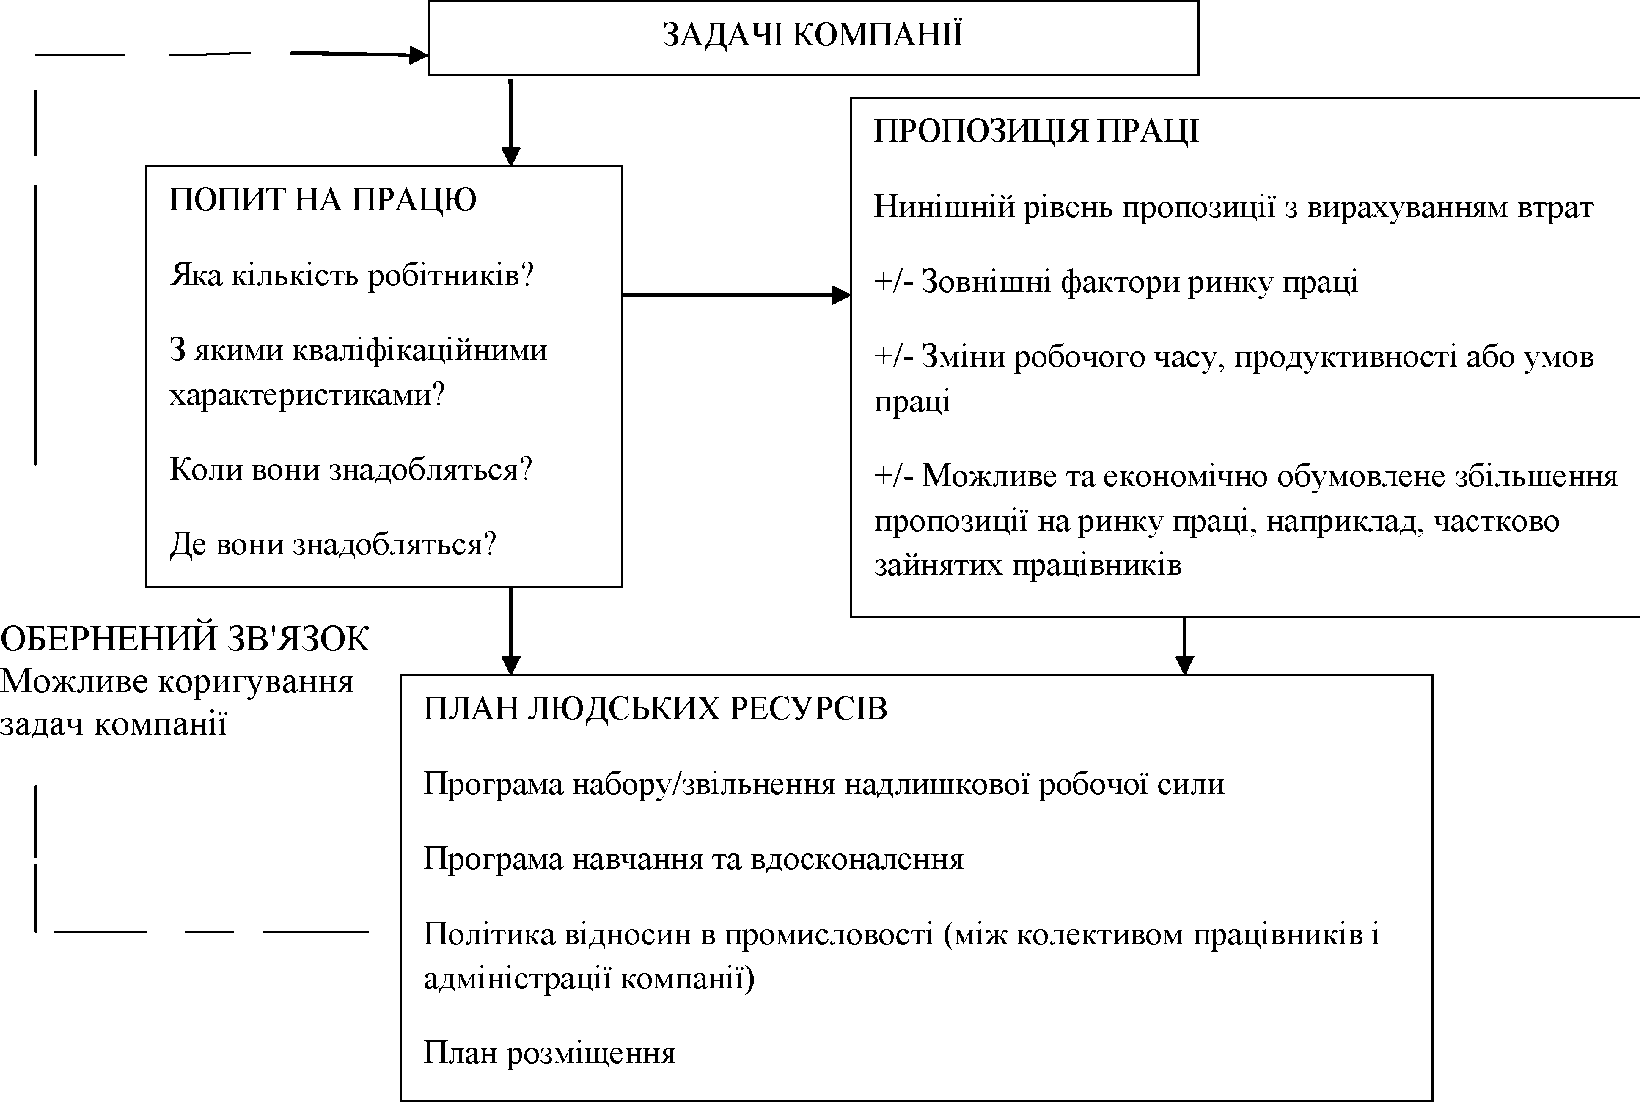 ЗАДАЧІ КОМПАНІЇ
ПОПИТ НА ПРАЦЮ
Яка кількість робітників?
З якими кваліфікаційними
характеристиками?
Коли вони знадобляться?
Де вони знадобляться?
ПРОПОЗИЦІЯ ПРАЦІ
Нинішній рівень пропозиції з вирахуванням втрат
+/- Зовнішні фактори ринку праці
+/- Зміни робочого часу, продуктивності або умов
праці
+/- Можливе та економічно обумовлене збільшення
пропозиції на ринку праці, наприклад, частково
зайнятих працівників
ОБЕРНЕНИЙ ЗВ'ЯЗОК
Можливе коригування
задач компанії
ПЛАН ЛЮДСЬКИХ РЕСУРСІВ
Програма набору/звільнення надлишкової робочої сили
Програма навчання та вдосконалення
Політика відносин в промисловості (між колективом працівників і
адміністрації компанії)
План розміщення